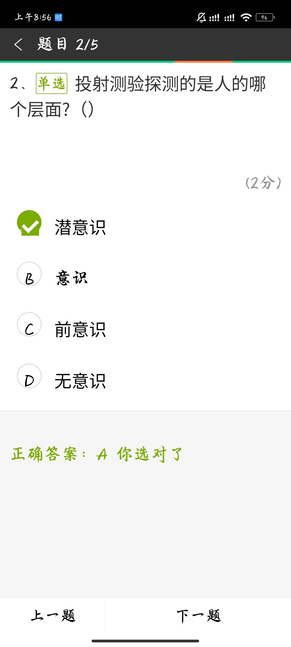 上午8:56
96
题目 2/5
2、单选 投射测验探测的是人的哪
个层面?（）
(2分)
潜意识
B 意识
C 前意识
D 无意识
正确答案：A 你选对了
上一题 下一题